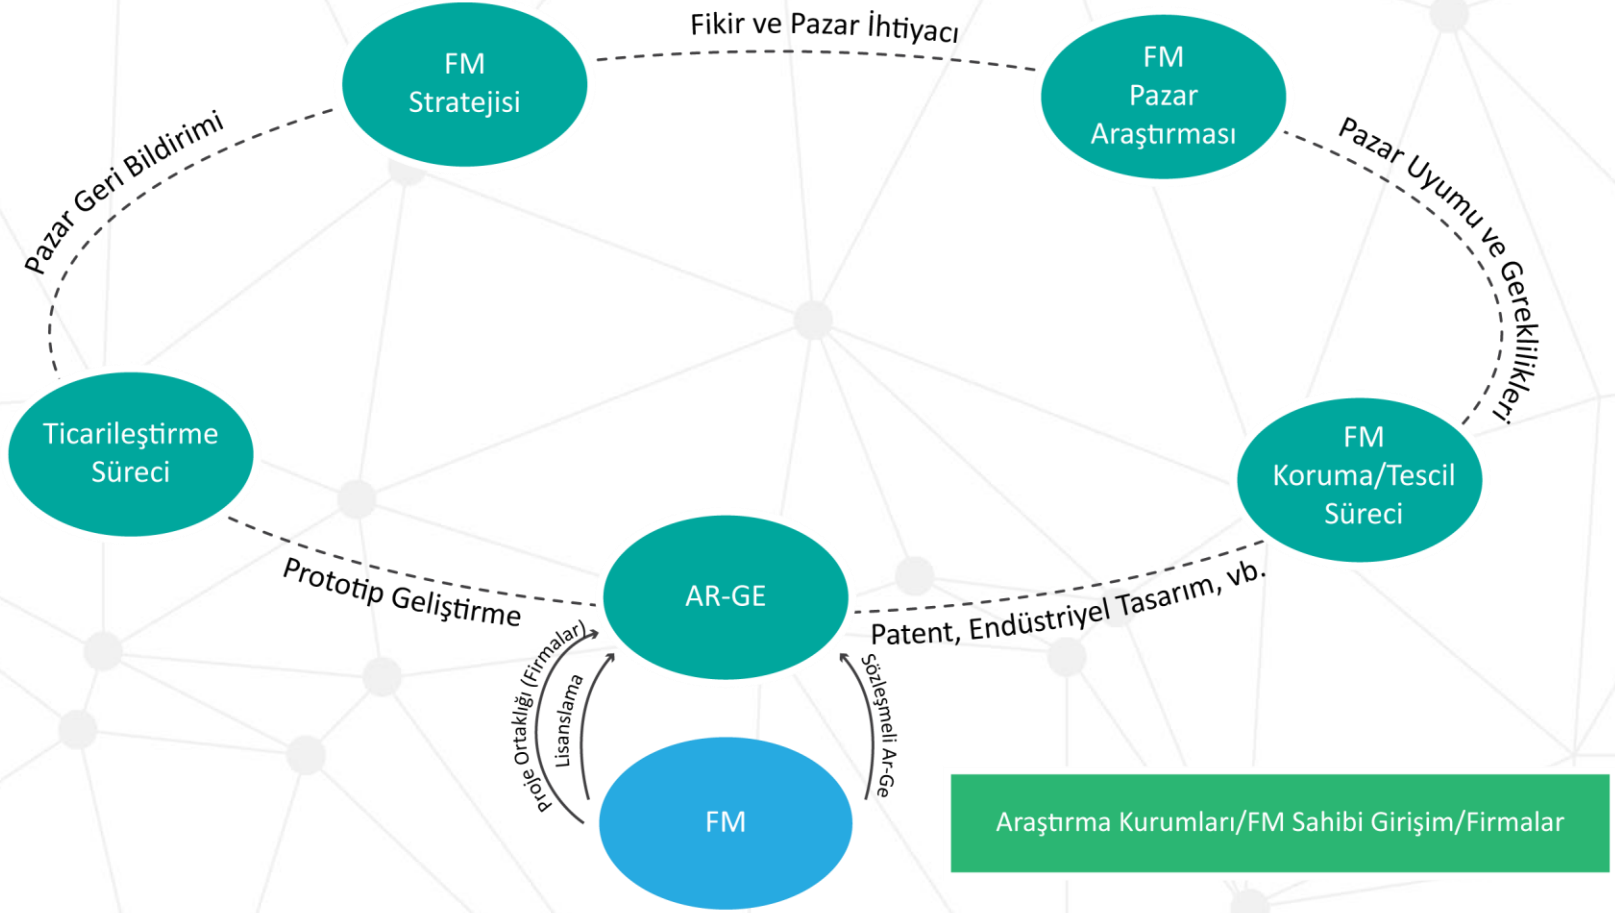 Fikir ve Pazar İhtiyacı
FM
Stratejisi
FM
Pazar
Araştırması
Pazar Geri Bildirimi
Pazar Uyumu ve Gereklilikleri.
Ticarileştirme
Süreci
FM
Koruma/Tescil
Süreci
Prototip Geliştirme
AR-GE
Patent, Endüstriyel Tasarım, vb.
Proje Ortaklığı (Firmalar)
Lisanslama
Sözleşmeli Ar-Ge
FM
Araştırma Kurumları/FM Sahibi Girişim/Firmalar